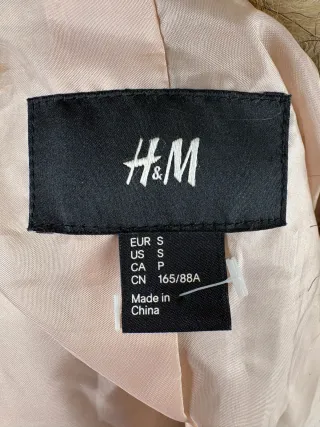 H&M
EUR S
US S
CA P
CN 165/88A
Made in
China